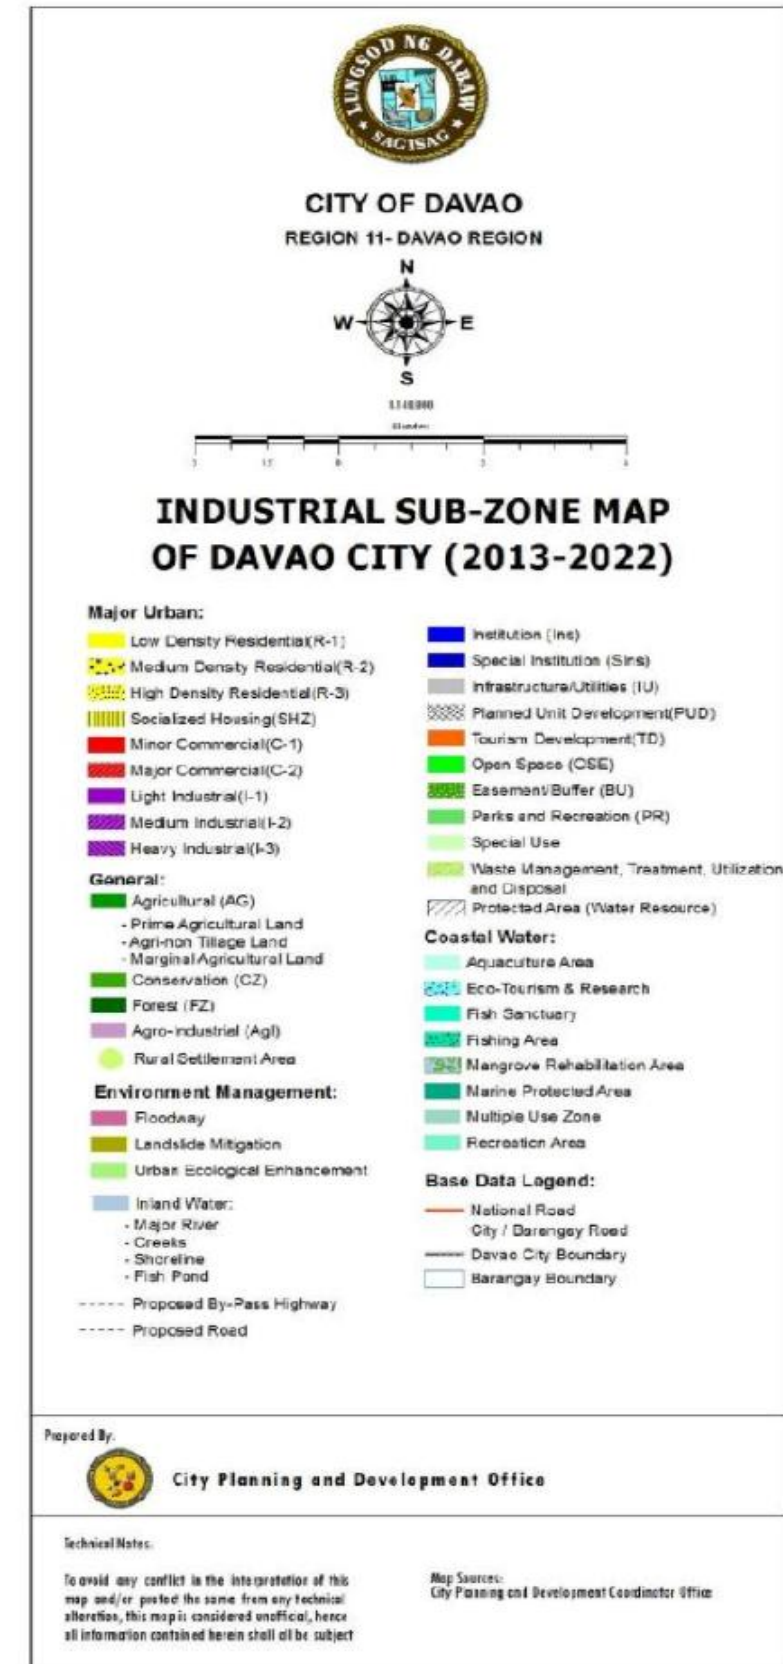 LUNGSOD NG DABAW
SAGISAG
CITY OF DAVAO
REGION 11- DAVAO REGION
N
W E
S
INDUSTRIAL SUB-ZONE MAP
OF DAVAO CITY (2013-2022)
Major Urban:
Low Density Residential(R-1)
Medium Density Residential(R-2)
High Density Residential(R-3)
Socialized Housing(SHZ)
Minor Commercial(C-1)
Major Commercial(C-2)
Light Industrial(I-1)
Medium Industrial(I-2)
Heavy Industrial(I-3)
General:
Agricultural (AG)
- Prime Agricultural Land
- Agri-non Tillage Land
- Marginal Agricultural Land
Conservation (CZ)
Forest (FZ)
Agro-Industrial (AgI)
Rural Settlement Area
Environment Management:
Floodway
Landslide Mitigation
Urban Ecological Enhancement
Inland Water:
- Major River
- Creeks
- Shoreline
- Fish Pond
Proposed By-Pass Highway
Proposed Road
Institution (Ins)
Special Institution (SIns)
Infrastructure/Utilities (IU)
Planned Unit Development(PUD)
Tourism Development(TD)
Open Space (OSE)
Easement/Buffer (BU)
Parks and Recreation (PR)
Special Use
Waste Management, Treatment, Utilization
and Disposal
Protected Area (Water Resource)
Coastal Water:
Aquaculture Area
Eco-Tourism & Research
Fish Sanctuary
Fishing Area
Mangrove Rehabilitation Area
Marine Protected Area
Multiple Use Zone
Recreation Area
Base Data Legend:
National Road
City / Barangay Road
Davao City Boundary
Barangay Boundary
Prepared By:
City Planning and Development Office
Technical Notes:
To avoid any conflict in the interpretation of this
map and/or protect the same from any technical
alteration, this map is considered unofficial, hence
all information contained herein shall all be subject
Map Sources:
City Planning and Development Coordinator Office